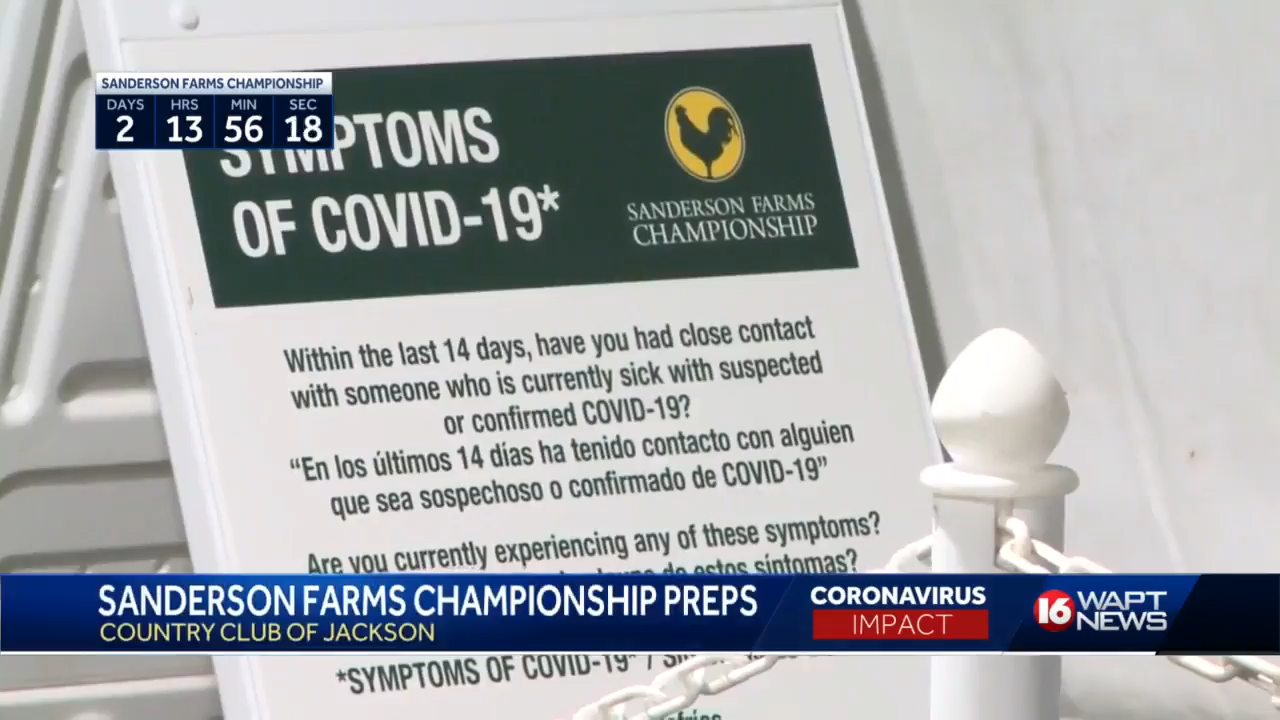 SANDERSON FARMS CHAMPIONSHIP
DAYS HRS MIN SEC
2 13 56 18
SYMPTOMS
OF COVID-19*
SANDERSON FARMS
CHAMPIONSHIP
Within the last 14 days, have you had close contact
with someone who is currently sick with suspected
or confirmed COVID-19?
“En los últimos 14 días ha tenido contacto con alguien
que sea sospechoso o confirmado de COVID-19”
Are you currently experiencing any of these symptoms?
de estos síntomas?
SANDERSON FARMS CHAMPIONSHIP PREPS
COUNTRY CLUB OF JACKSON
CORONAVIRUS
IMPACT
16 WAPT
NEWS
*SYMPTOMS OF COVID-19* /